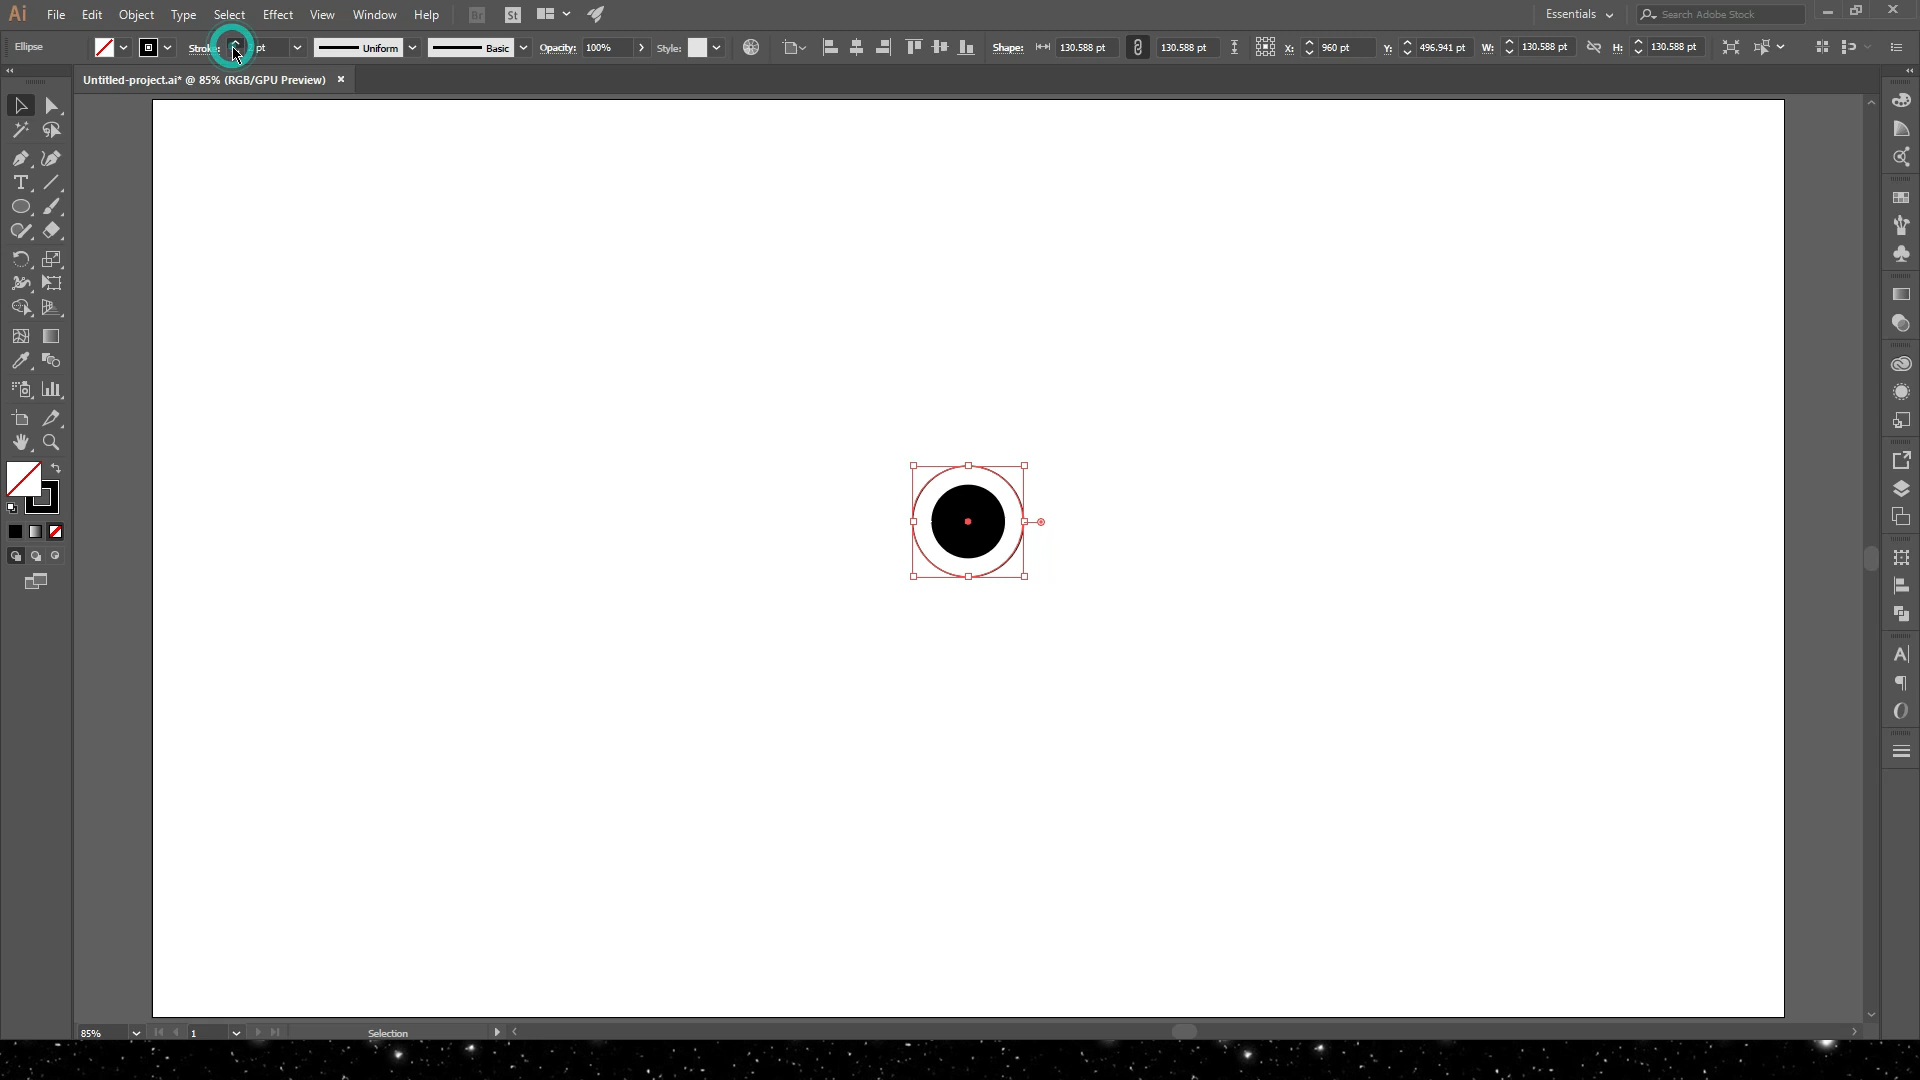 Ai File Edit Object Type Select Effect View Window Help Br St Essentials Search Adobe Stock
Ellipse Stroke: pt Uniform Basic Opacity: 100% Style: Shape: 130.588 pt 130.588 pt X: 960 pt Y: 496.941 pt W: 130.588 pt H: 130.588 pt
Untitled-project.ai* @ 85% (RGB/GPU Preview) ×
85% 1 Selection